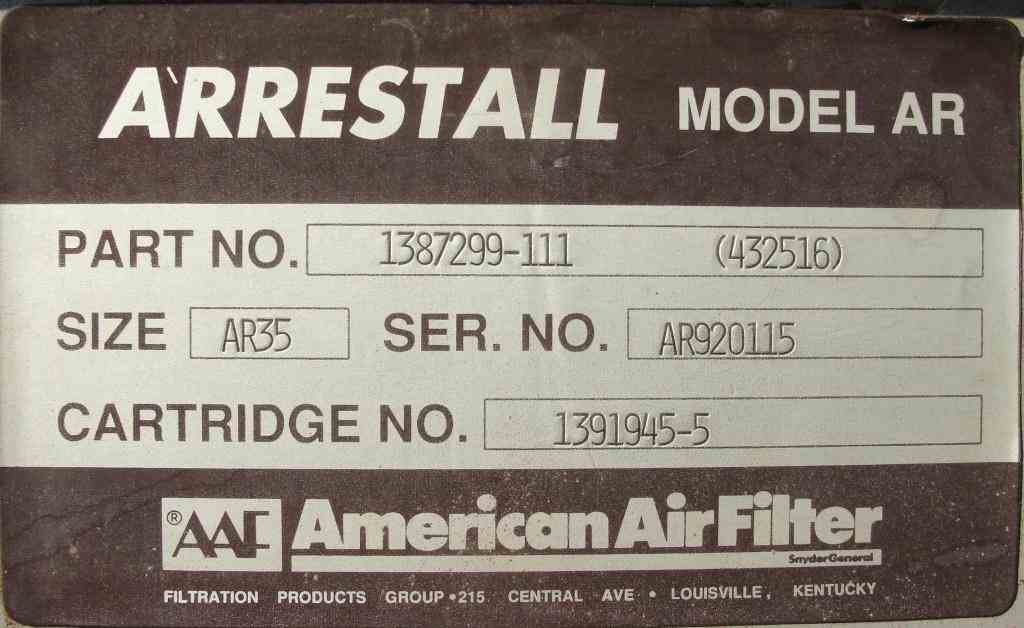 ARRESTALL MODEL AR
PART NO. 1387299-111 (432516)
SIZE AR35 SER. NO. AR920115
CARTRIDGE NO. 1391945-5
® AAF American Air Filter
SnyderGeneral
FILTRATION PRODUCTS GROUP • 215 CENTRAL AVE • LOUISVILLE, KENTUCKY